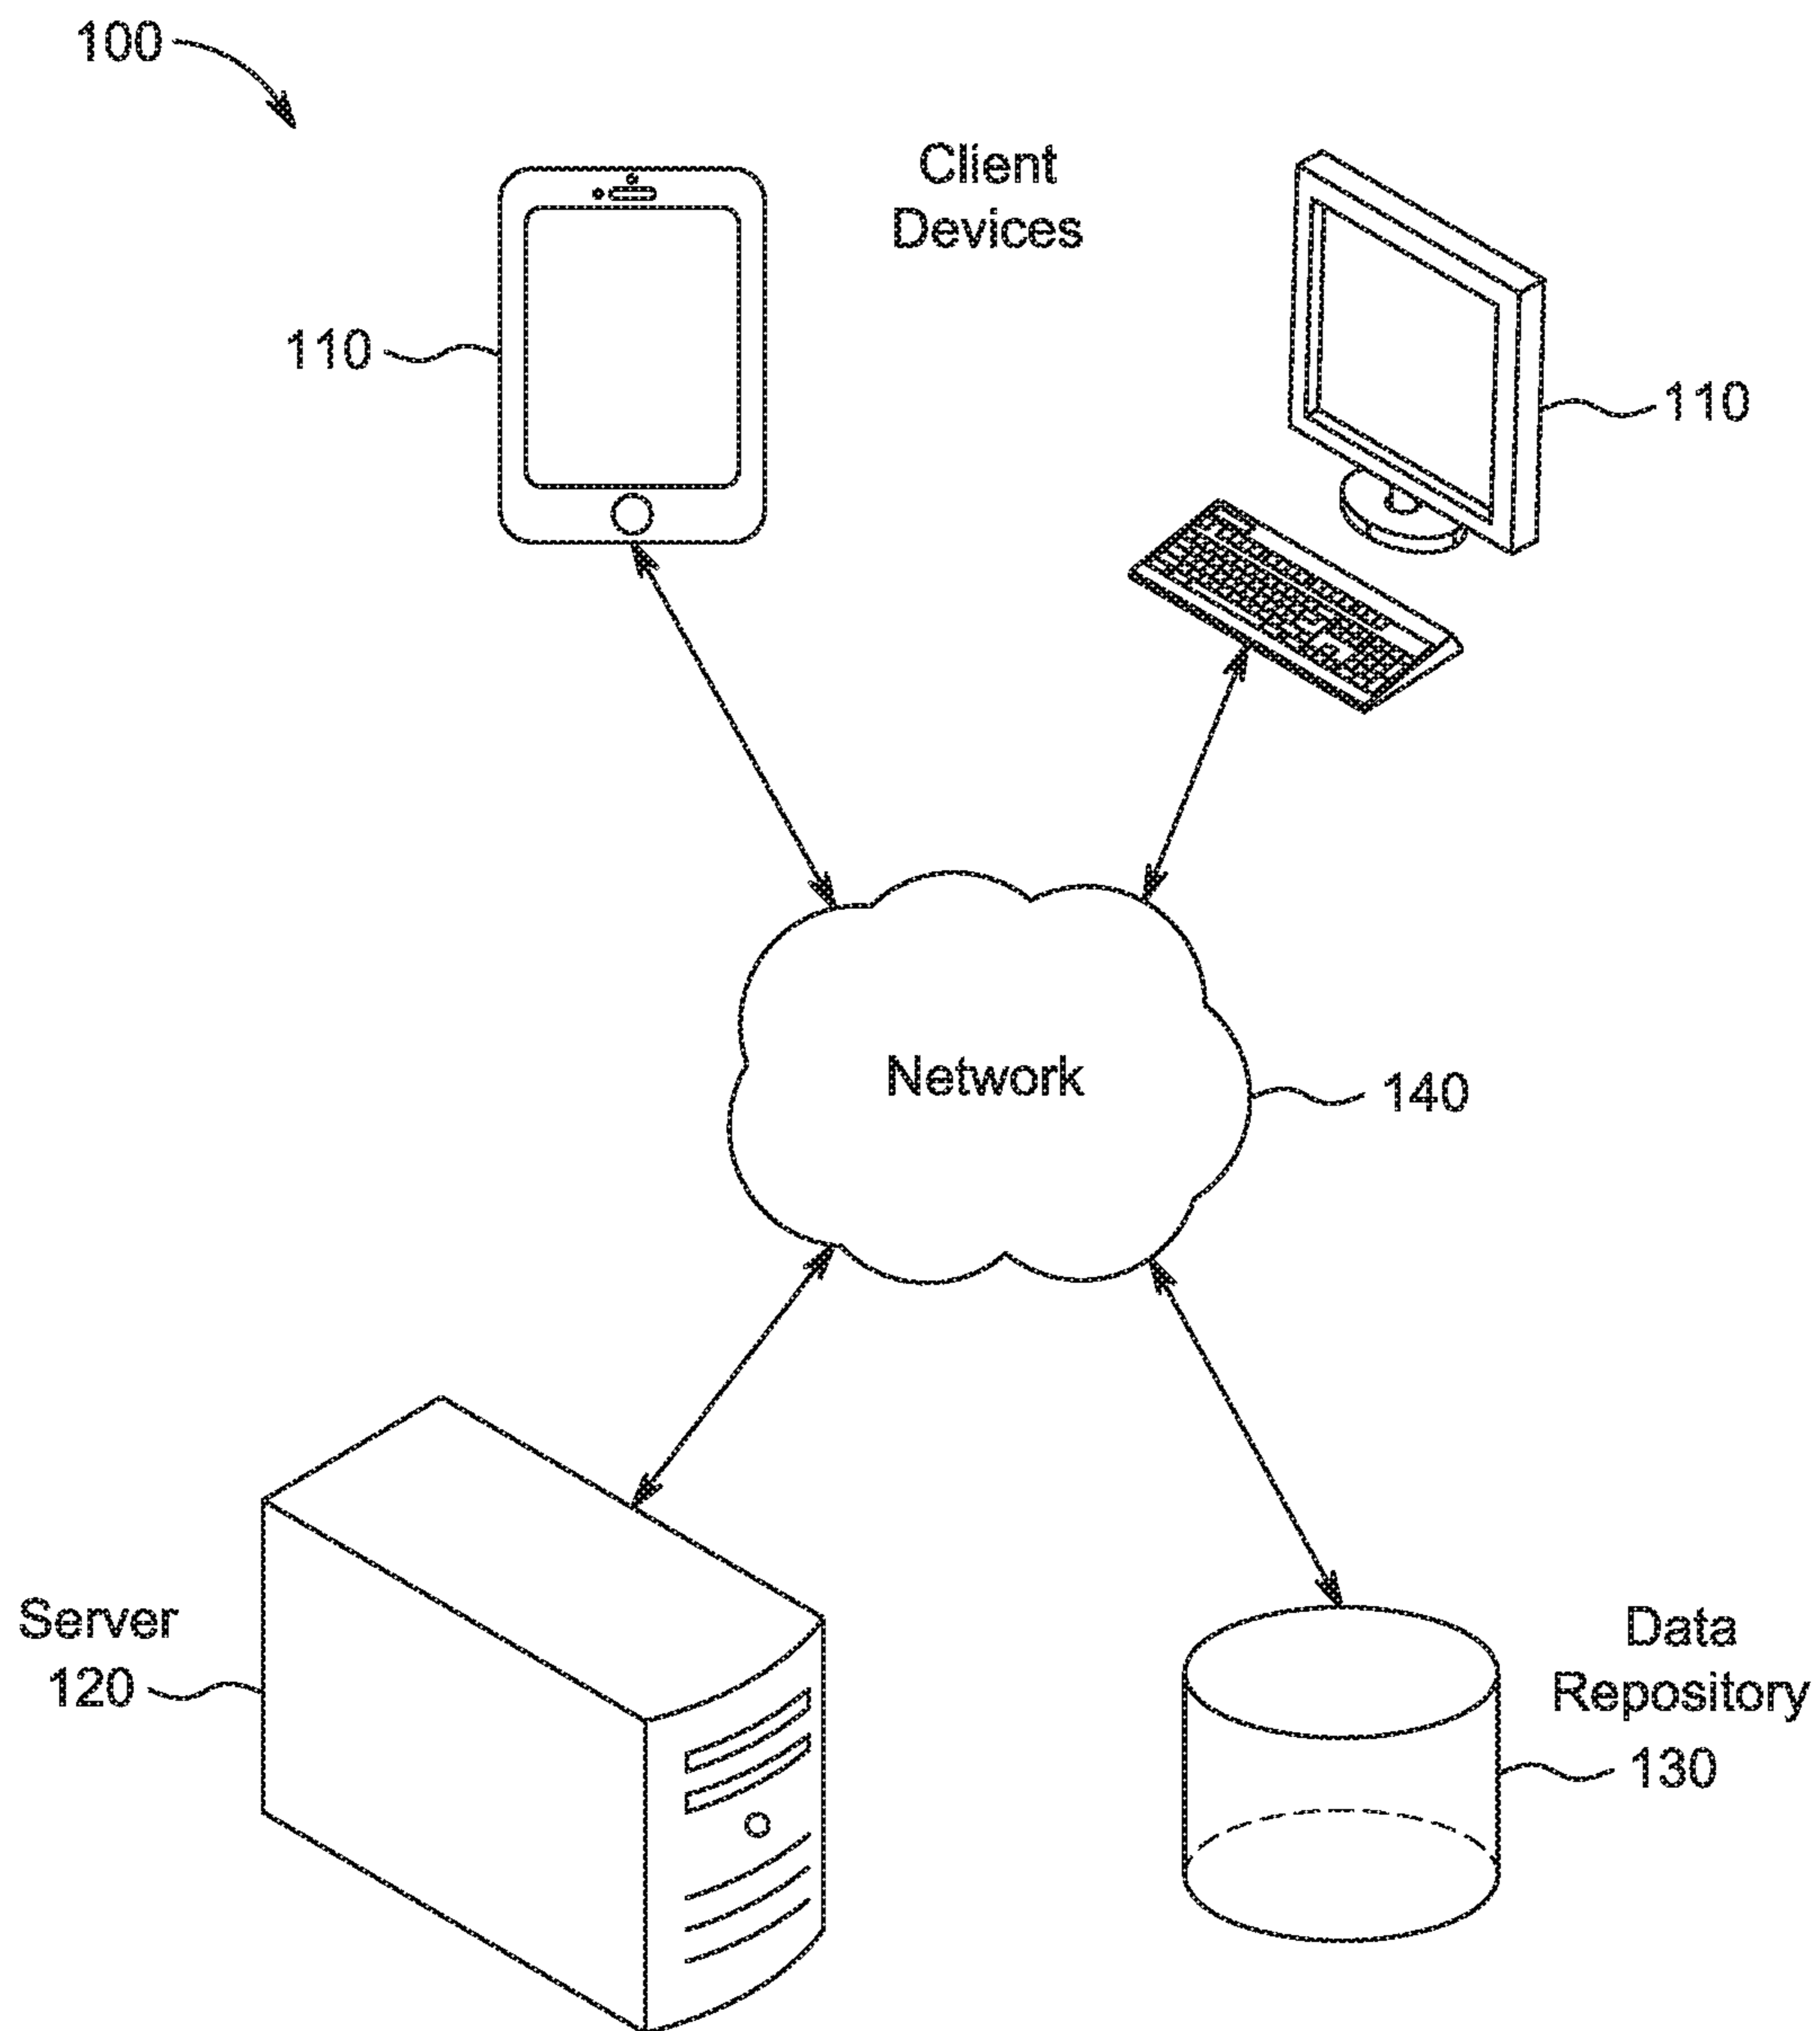 100
Client
Devices
110
110
Network
140
Server
120
Data
Repository
130